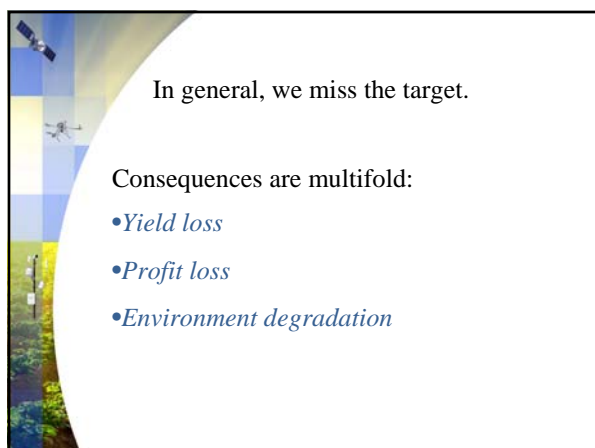 In general, we miss the target.
Consequences are multifold:
•Yield loss
•Profit loss
•Environment degradation